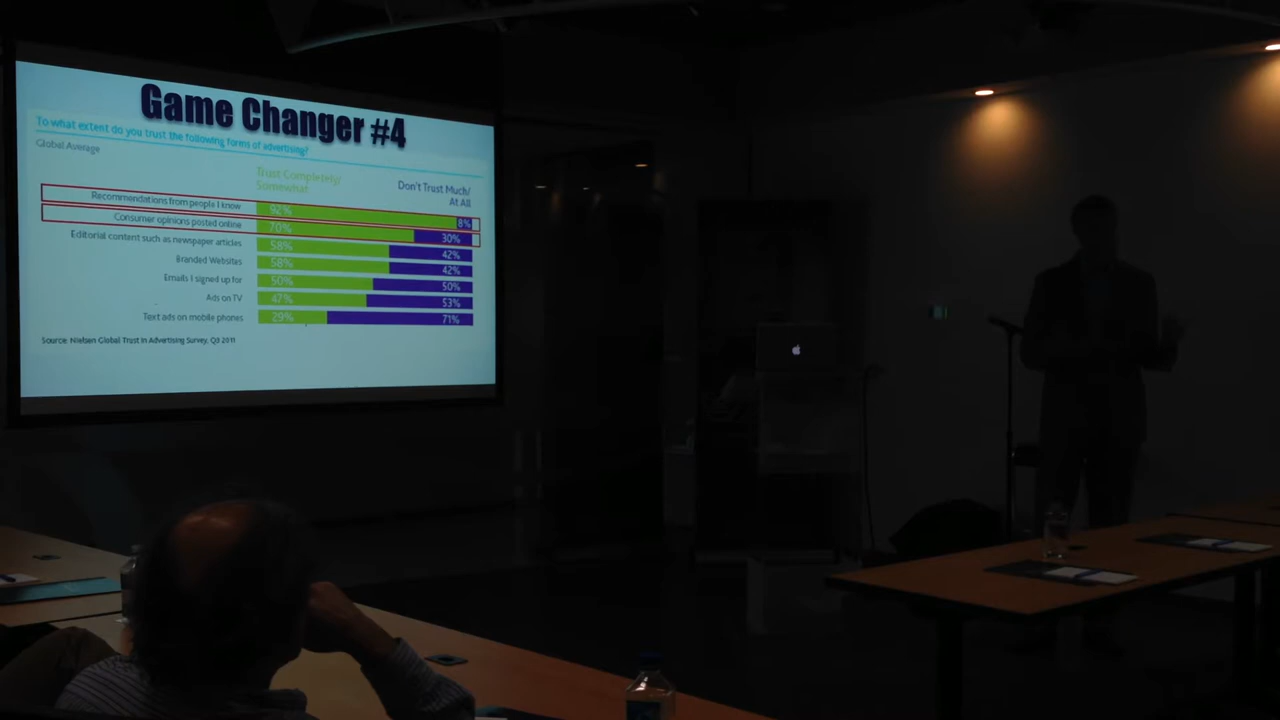 Game Changer #4
To what extent do you trust the following forms of advertising?
Global Average
Trust Completely/
Somewhat
Don't Trust Much/
At All
Recommendations from people I know 92% 8%
Consumer opinions posted online 70% 30%
Editorial content such as newspaper articles 58% 42%
Branded Websites 58% 42%
Emails I signed up for 50% 50%
Ads on TV 47% 53%
Text ads on mobile phones 29% 71%
Source: Nielsen Global Trust in Advertising Survey, Q3 2011